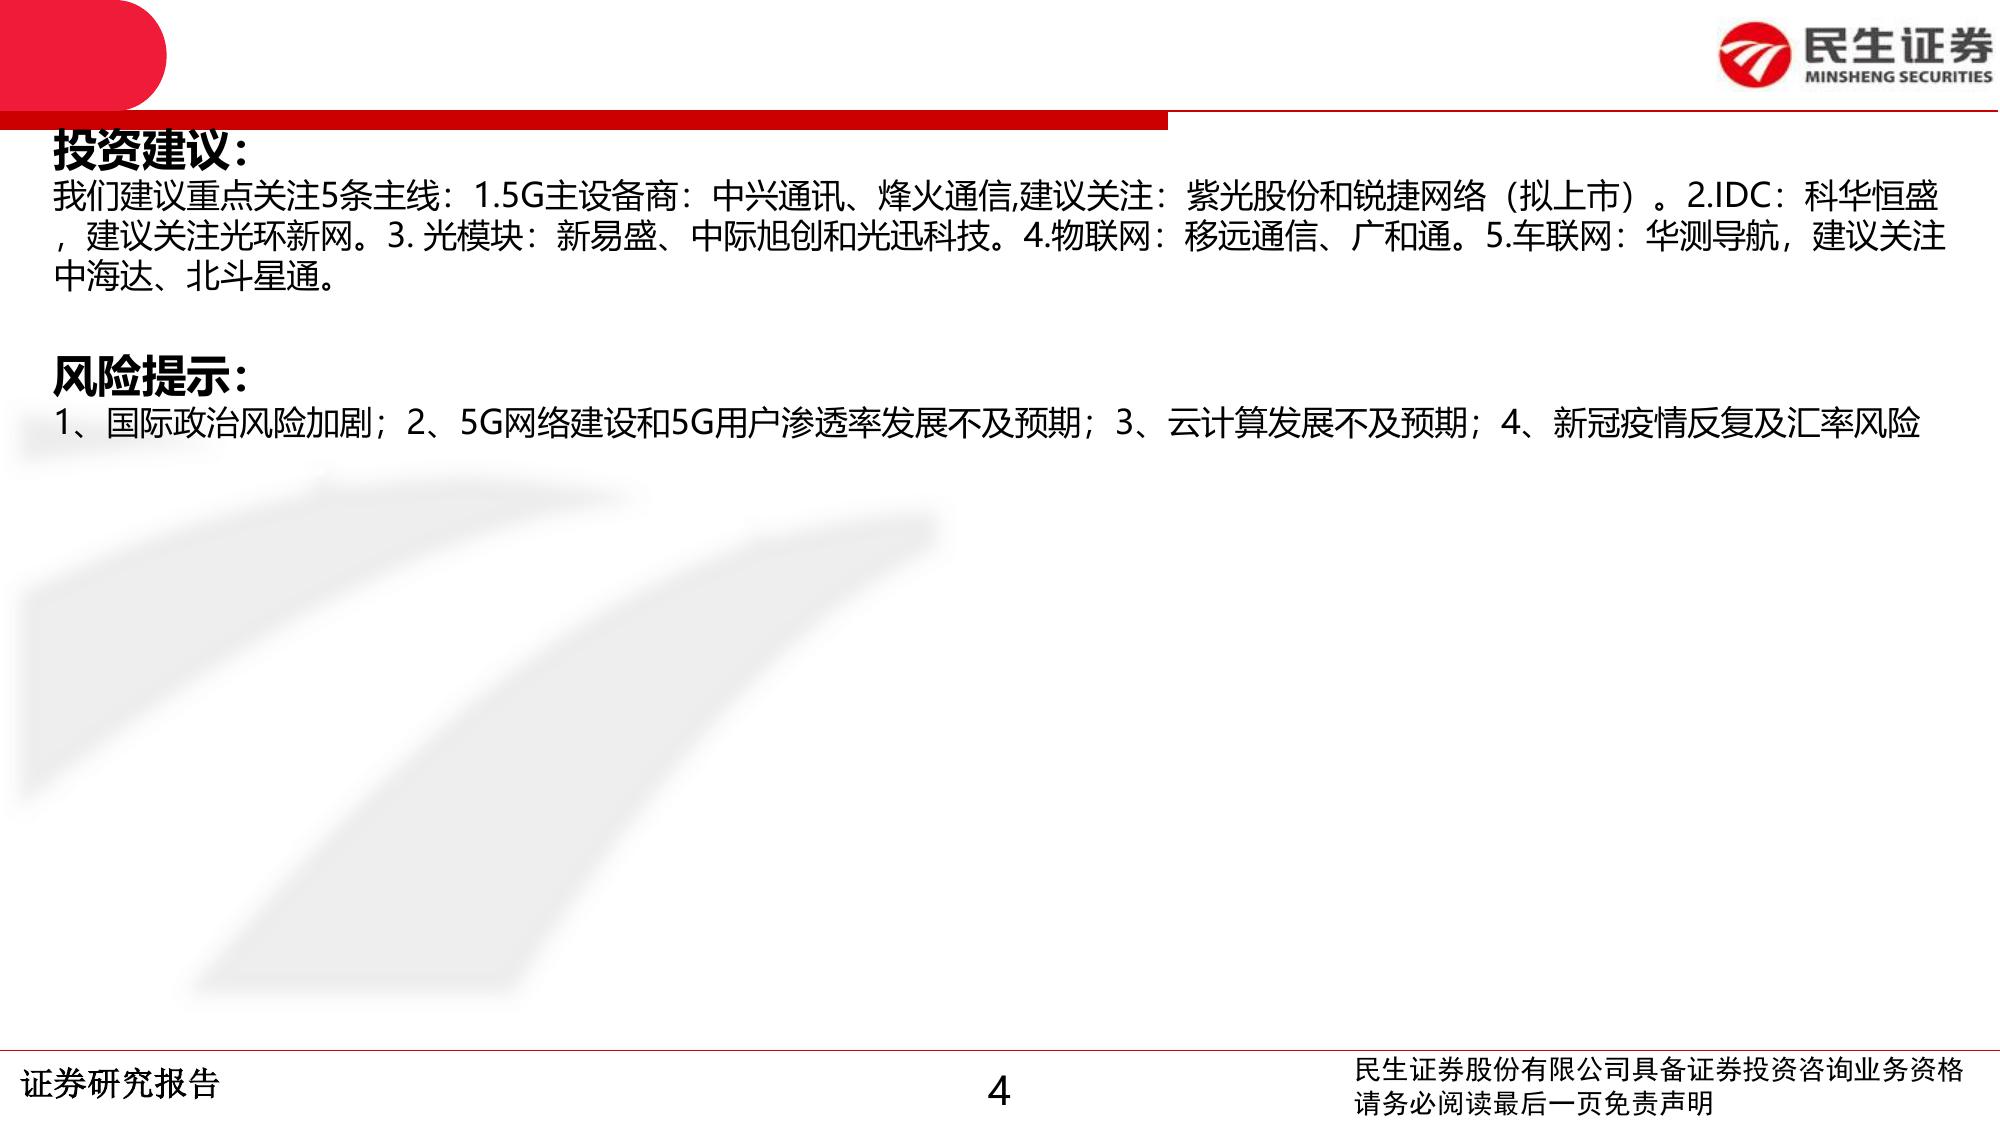 民生证券
MINSHENG SECURITIES
投资建议：
我们建议重点关注5条主线：1.5G主设备商：中兴通讯、烽火通信,建议关注：紫光股份和锐捷网络（拟上市）。2.IDC：科华恒盛
，建议关注光环新网。3. 光模块：新易盛、中际旭创和光迅科技。4.物联网：移远通信、广和通。5.车联网：华测导航，建议关注
中海达、北斗星通。
风险提示：
1、国际政治风险加剧；2、5G网络建设和5G用户渗透率发展不及预期；3、云计算发展不及预期；4、新冠疫情反复及汇率风险
证券研究报告
4
民生证券股份有限公司具备证券投资咨询业务资格
请务必阅读最后一页免责声明